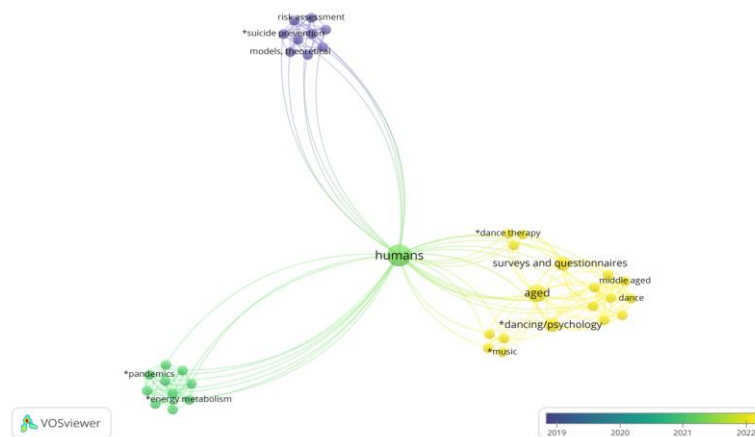 risk assessment
*suicide prevention
models, theoretical
*dance therapy
humans
surveys and questionnaires
middle aged
aged
dance
*dancing/psychology
*music
*pandemics
*energy metabolism
VOSviewer
2019 2020 2021 2022